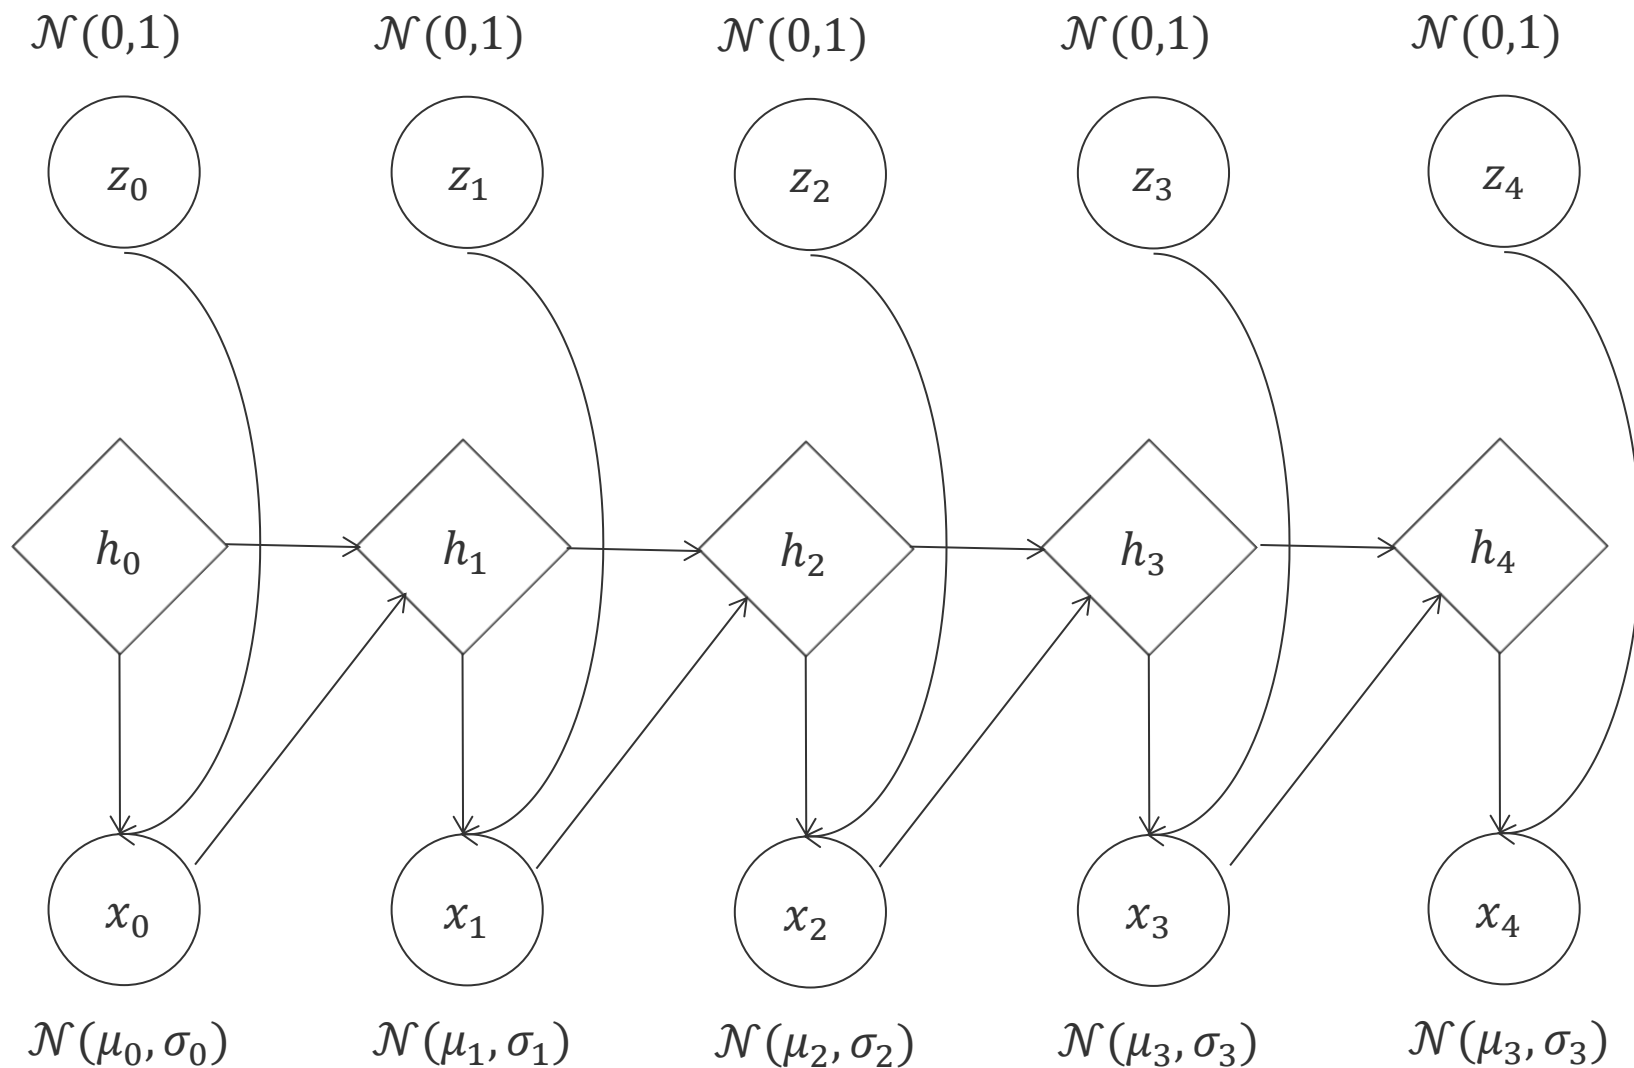 𝒩(0,1) 𝒩(0,1) 𝒩(0,1) 𝒩(0,1) 𝒩(0,1)
z₀ z₁ z₂ z₃ z₄
h₀ h₁ h₂ h₃ h₄
x₀ x₁ x₂ x₃ x₄
𝒩(μ₀, σ₀) 𝒩(μ₁, σ₁) 𝒩(μ₂, σ₂) 𝒩(μ₃, σ₃) 𝒩(μ₃, σ₃)